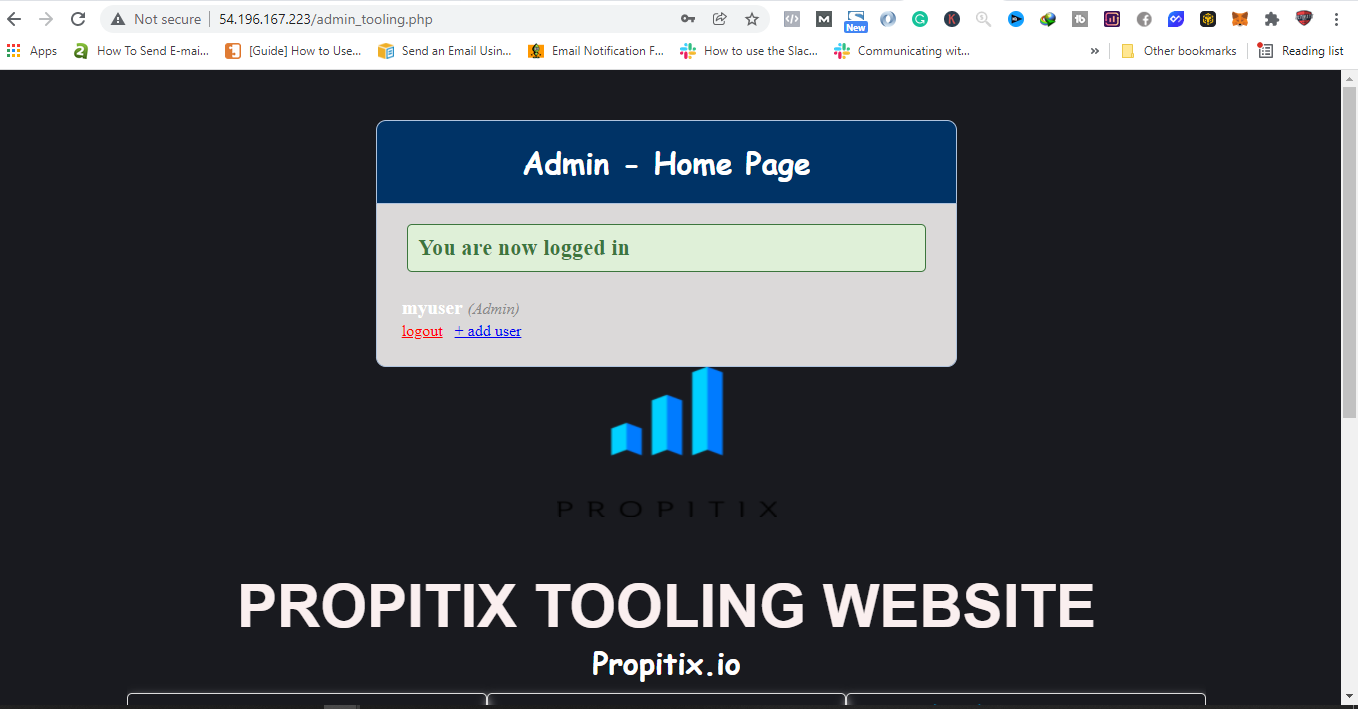 Not secure | 54.196.167.223/admin_tooling.php
New
Apps How To Send E-mai... [Guide] How to Use... Send an Email Usin... Email Notification F... How to use the Slac... Communicating wit... » Other bookmarks Reading list
Admin - Home Page
You are now logged in
myuser (Admin)
logout + add user
PROPITIX
PROPITIX TOOLING WEBSITE
Propitix.io